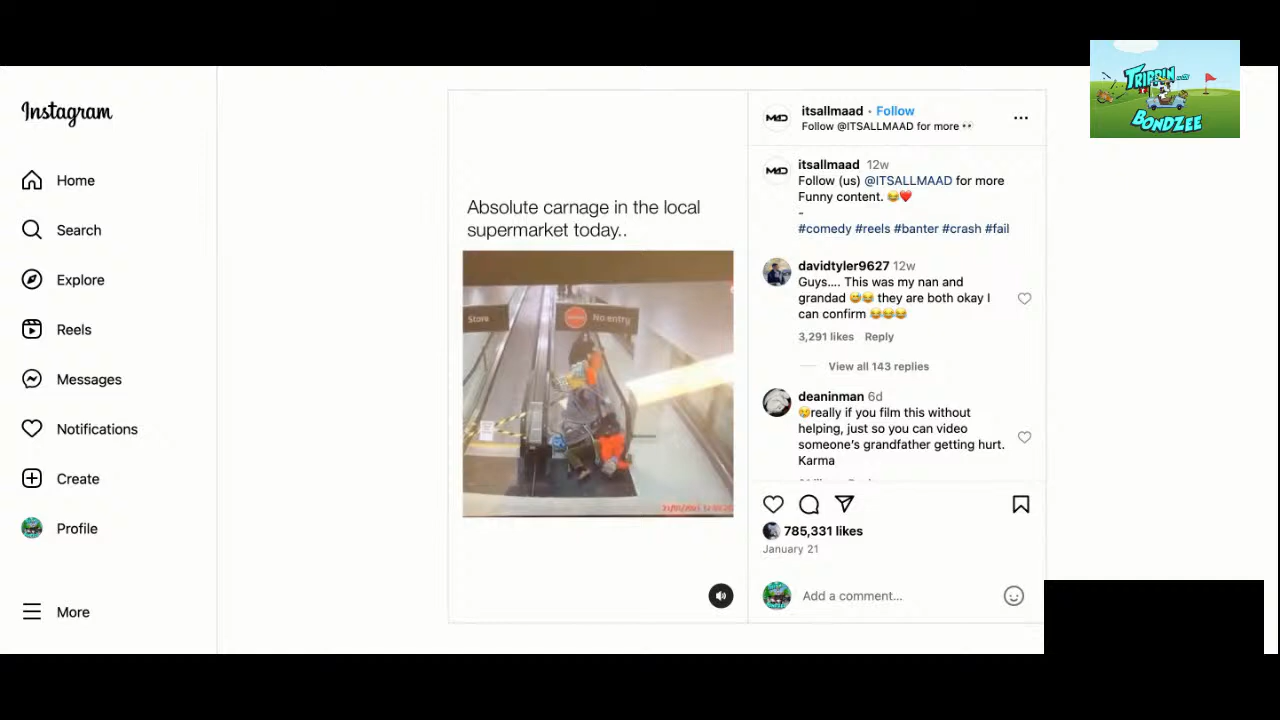 Instagram
Home
Search
Explore
Reels
Messages
Notifications
Create
Profile
More
Absolute carnage in the local
supermarket today..
Store
No entry
MAD
itsallmaad • Follow
Follow @ITSALLMAAD for more 👀
MAD
itsallmaad 12w
Follow (us) @ITSALLMAAD for more
Funny content. 😂❤️
-
#comedy #reels #banter #crash #fail
davidtyler9627 12w
Guys.... This was my nan and
grandad 😅😂 they are both okay I
can confirm 😂😂😂
3,291 likes Reply
View all 143 replies
deaninman 6d
😢really if you film this without
helping, just so you can video
someone's grandfather getting hurt.
Karma
785,331 likes
January 21
Add a comment...
TRIPPIN with
BONDZEE